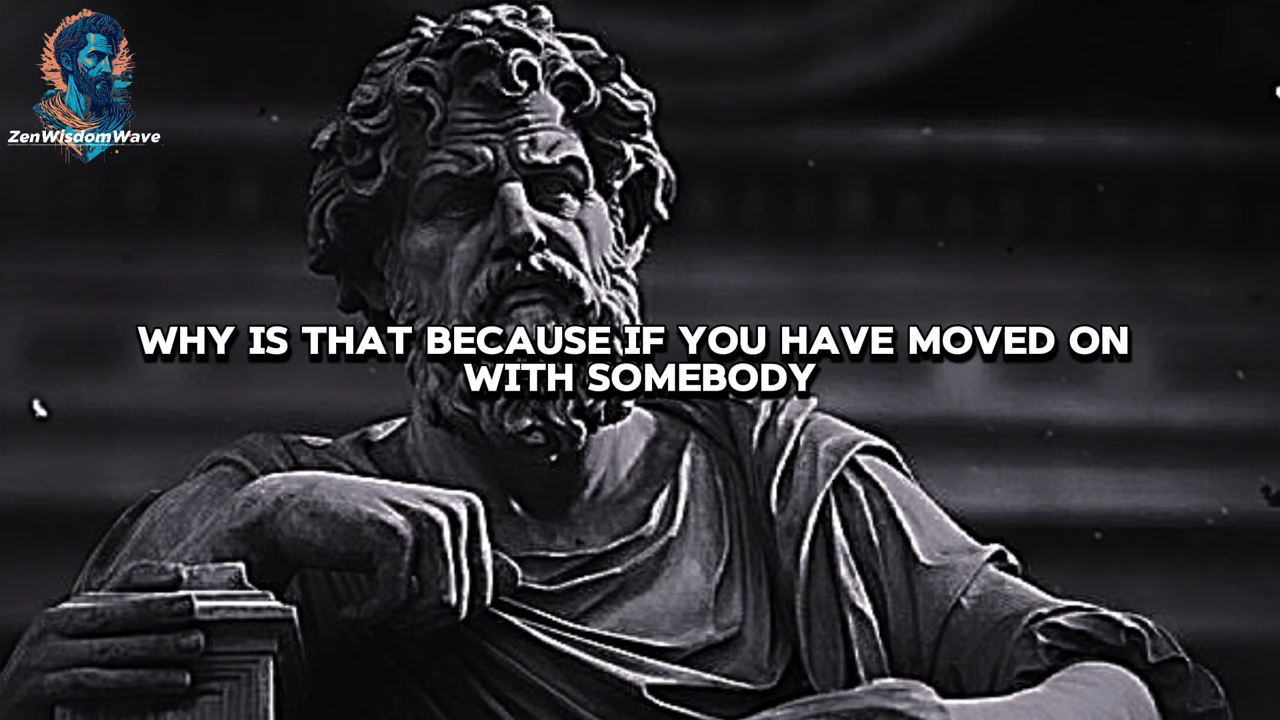 ZenWisdomWave
WHY IS THAT BECAUSE IF YOU HAVE MOVED ON
WITH SOMEBODY